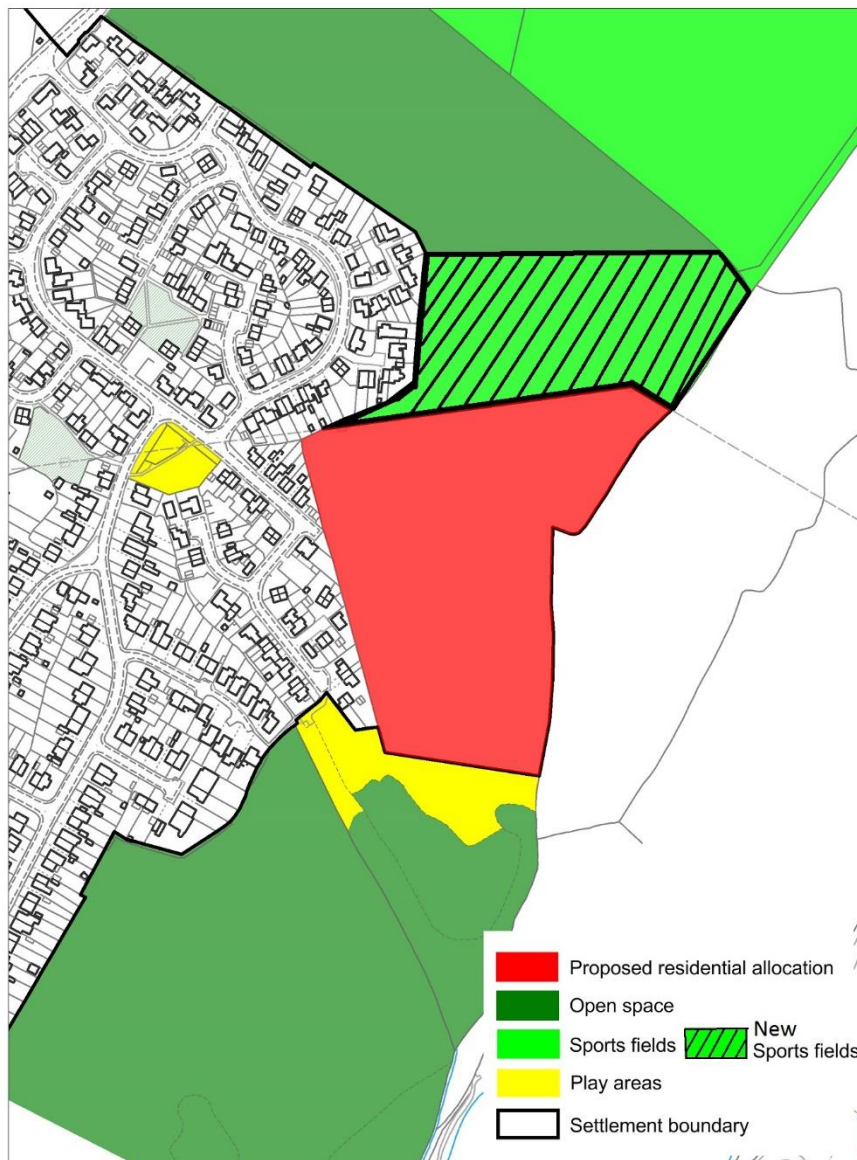 Proposed residential allocation
Open space
Sports fields
New
Sports fields
Play areas
Settlement boundary